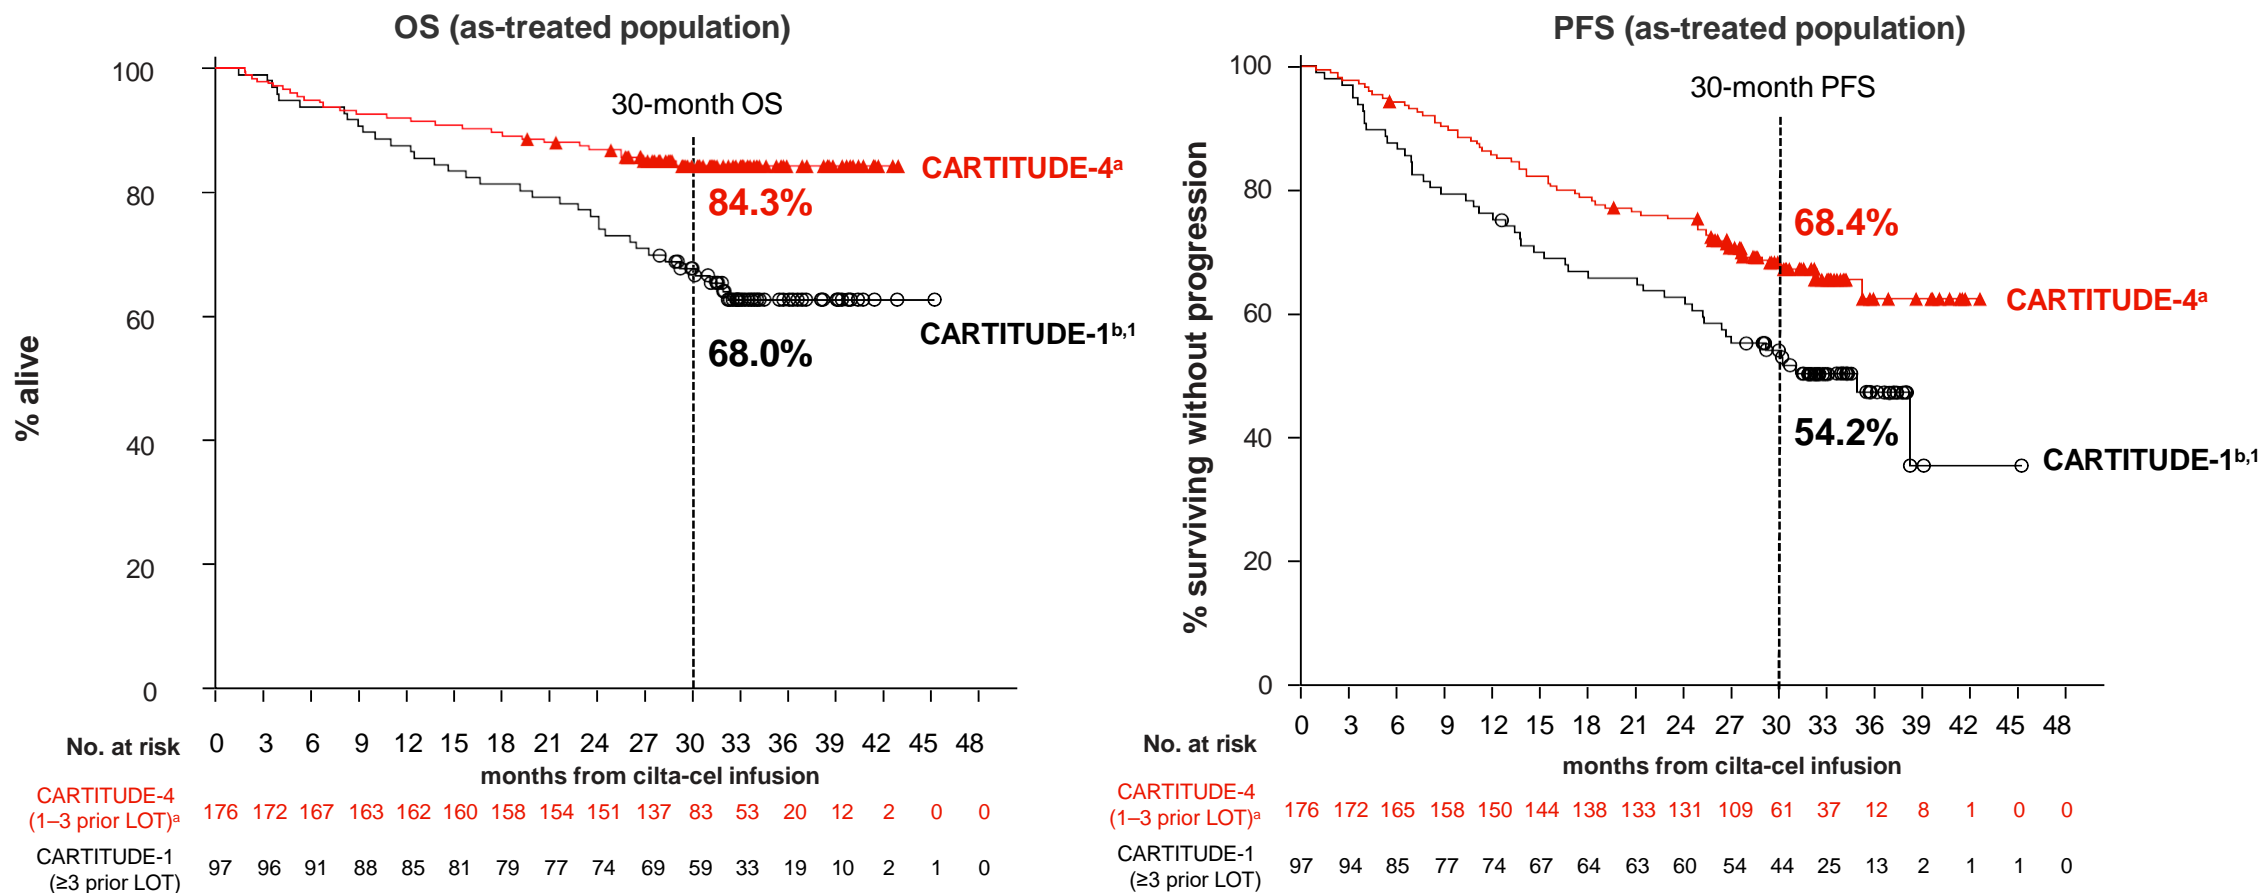 OS (as-treated population)
% alive
100
80
60
40
20
0
30-month OS
CARTITUDE-4ᵃ
84.3%
CARTITUDE-1ᵇ,¹
68.0%
No. at risk 0 3 6 9 12 15 18 21 24 27 30 33 36 39 42 45 48
months from cilta-cel infusion
CARTITUDE-4
(1–3 prior LOT)ᵃ 176 172 167 163 162 160 158 154 151 137 83 53 20 12 2 0 0
CARTITUDE-1
(≥3 prior LOT) 97 96 91 88 85 81 79 77 74 69 59 33 19 10 2 1 0
PFS (as-treated population)
% surviving without progression
100
80
60
40
20
0
30-month PFS
68.4%
CARTITUDE-4ᵃ
54.2%
CARTITUDE-1ᵇ,¹
0 3 6 9 12 15 18 21 24 27 30 33 36 39 42 45 48
No. at risk
months from cilta-cel infusion
CARTITUDE-4
(1–3 prior LOT)ᵃ 176 172 165 158 150 144 138 133 131 109 61 37 12 8 1 0 0
CARTITUDE-1
(≥3 prior LOT) 97 94 85 77 74 67 64 63 60 54 44 25 13 2 1 1 0